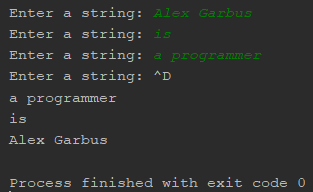 Enter a string: Alex Garbus
Enter a string: is
Enter a string: a programmer
Enter a string: ^D
a programmer
is
Alex Garbus
Process finished with exit code 0